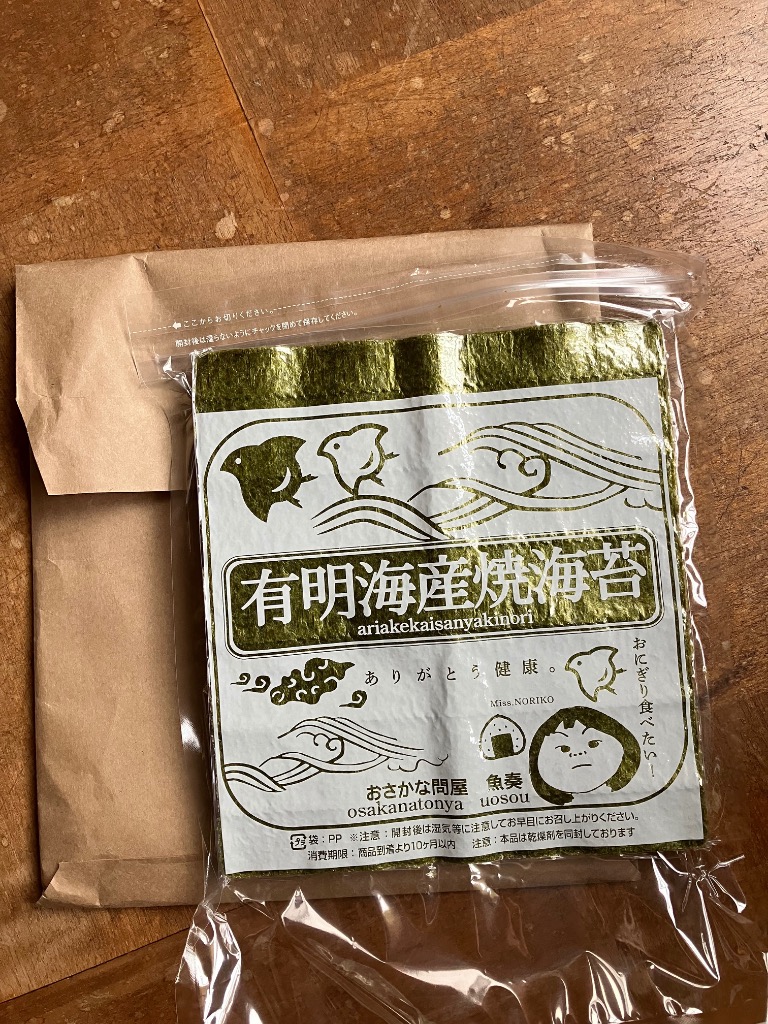 ←ここからお切りください。
開封後は湿らないようにチャックを閉めて保存してください。
有明海産焼海苔
ariakekaisanyakinori
ありがとう健康。
おにぎり食べたい!
Miss.NORIKO
おさかな問屋 魚奏
osakanatonya uosou
プラ 袋:PP ※注意:開封後は湿気等に注意してお早目にお召し上がりください。
消費期限:商品到着より10ヶ月以内 注意:本品は乾燥剤を同封しております